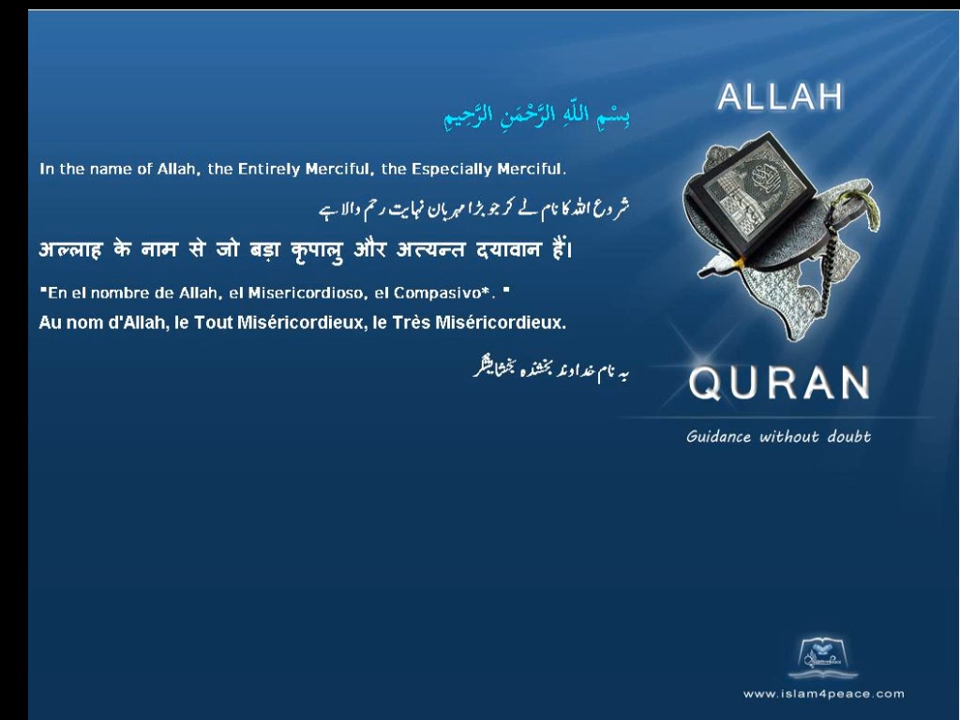 بِسْمِ اللّهِ الرَّحْمَنِ الرَّحِيمِ
In the name of Allah, the Entirely Merciful, the Especially Merciful.
شروع اللہ کا نام لے کر جو بڑا مہربان نہایت رحم والا ہے
अल्लाह के नाम से जो बड़ा कृपालु और अत्यन्त दयावान हैं।
"En el nombre de Allah, el Misericordioso, el Compasivo*. "
Au nom d'Allah, le Tout Miséricordieux, le Très Miséricordieux.
به نام خداوند بخشنده بخشایشگر
ALLAH
QURAN
Guidance without doubt
www.islam4peace.com